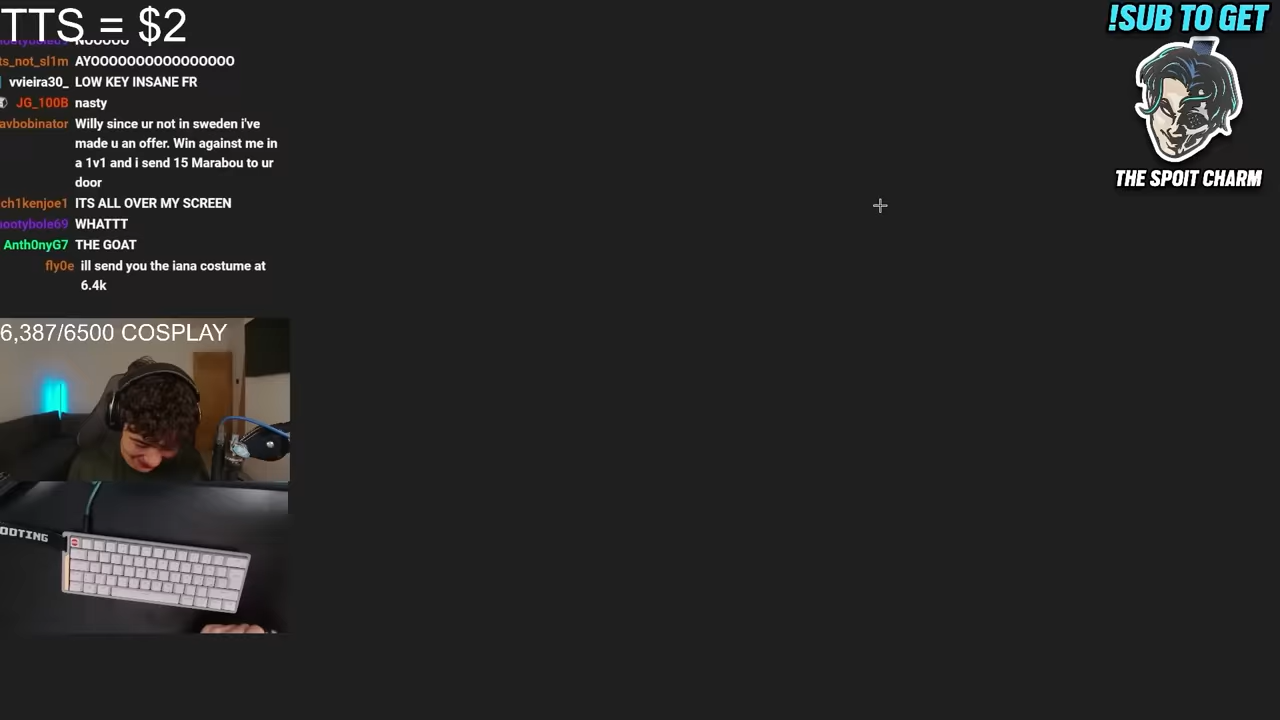 TTS = $2
!SUB TO GET
NOOOOO
ts_not_sl1m AYOOOOOOOOOOOOOOOO
vvieira30_ LOW KEY INSANE FR
JG_100B nasty
avbobinator Willy since ur not in sweden i've
made u an offer. Win against me in
a 1v1 and i send 15 Marabou to ur
door
ch1kenjoe1 ITS ALL OVER MY SCREEN
ootybole69 WHATTT
Anth0nyG7 THE GOAT
fly0e ill send you the iana costume at
6.4k
THE SPOIT CHARM
6,387/6500 COSPLAY
OOTING